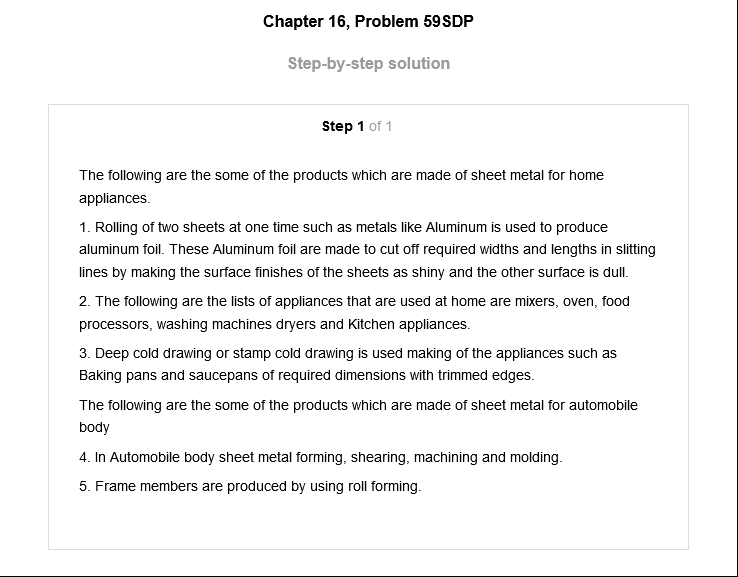 Chapter 16, Problem 59SDP
Step-by-step solution
Step 1 of 1
The following are the some of the products which are made of sheet metal for home
appliances.
1. Rolling of two sheets at one time such as metals like Aluminum is used to produce
aluminum foil. These Aluminum foil are made to cut off required widths and lengths in slitting
lines by making the surface finishes of the sheets as shiny and the other surface is dull.
2. The following are the lists of appliances that are used at home are mixers, oven, food
processors, washing machines dryers and Kitchen appliances.
3. Deep cold drawing or stamp cold drawing is used making of the appliances such as
Baking pans and saucepans of required dimensions with trimmed edges.
The following are the some of the products which are made of sheet metal for automobile
body
4. In Automobile body sheet metal forming, shearing, machining and molding.
5. Frame members are produced by using roll forming.